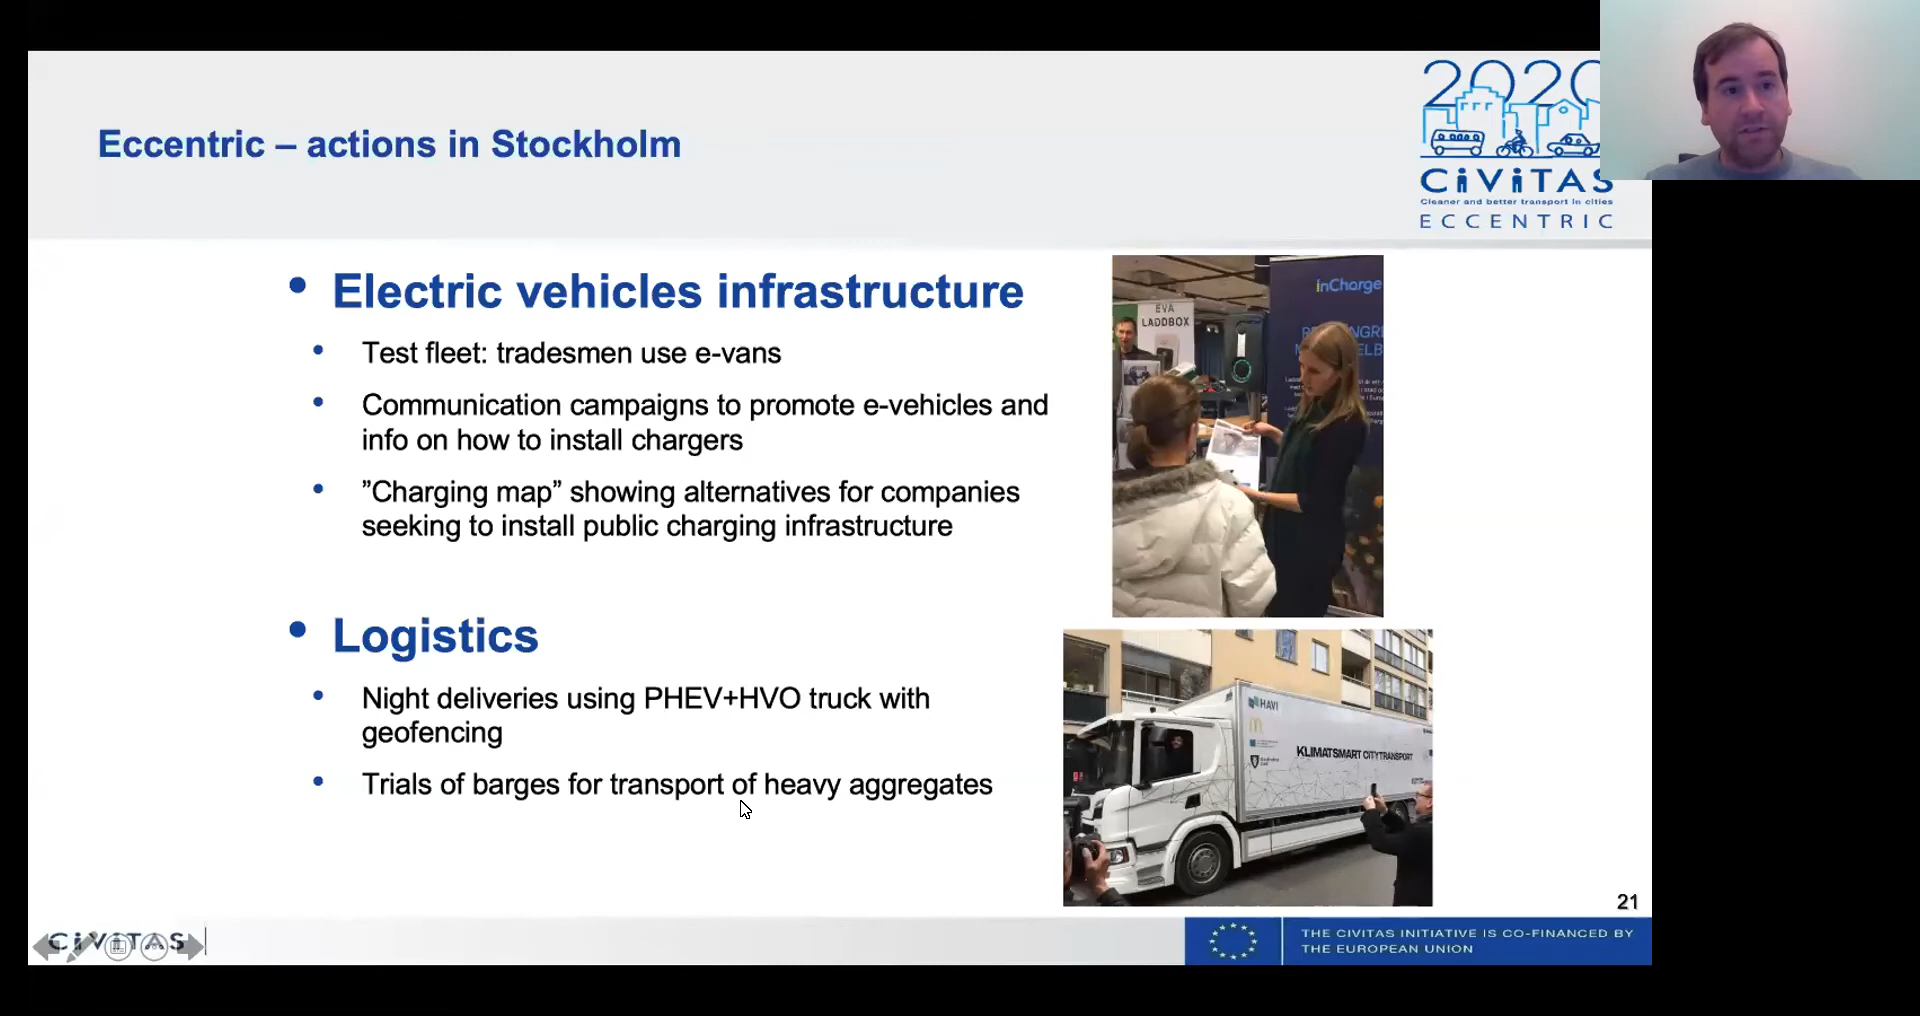 2020
CiViTAS
Cleaner and better transport in cities
ECCENTRIC
Eccentric – actions in Stockholm
• Electric vehicles infrastructure
• Test fleet: tradesmen use e-vans
• Communication campaigns to promote e-vehicles and
info on how to install chargers
• ”Charging map” showing alternatives for companies
seeking to install public charging infrastructure
inCharge
EVA
LADDBOX
• Logistics
• Night deliveries using PHEV+HVO truck with
geofencing
• Trials of barges for transport of heavy aggregates
HAVI
KLIMATSMART CITYTRANSPORT
21
CiViTAS
THE CIVITAS INITIATIVE IS CO-FINANCED BY
THE EUROPEAN UNION